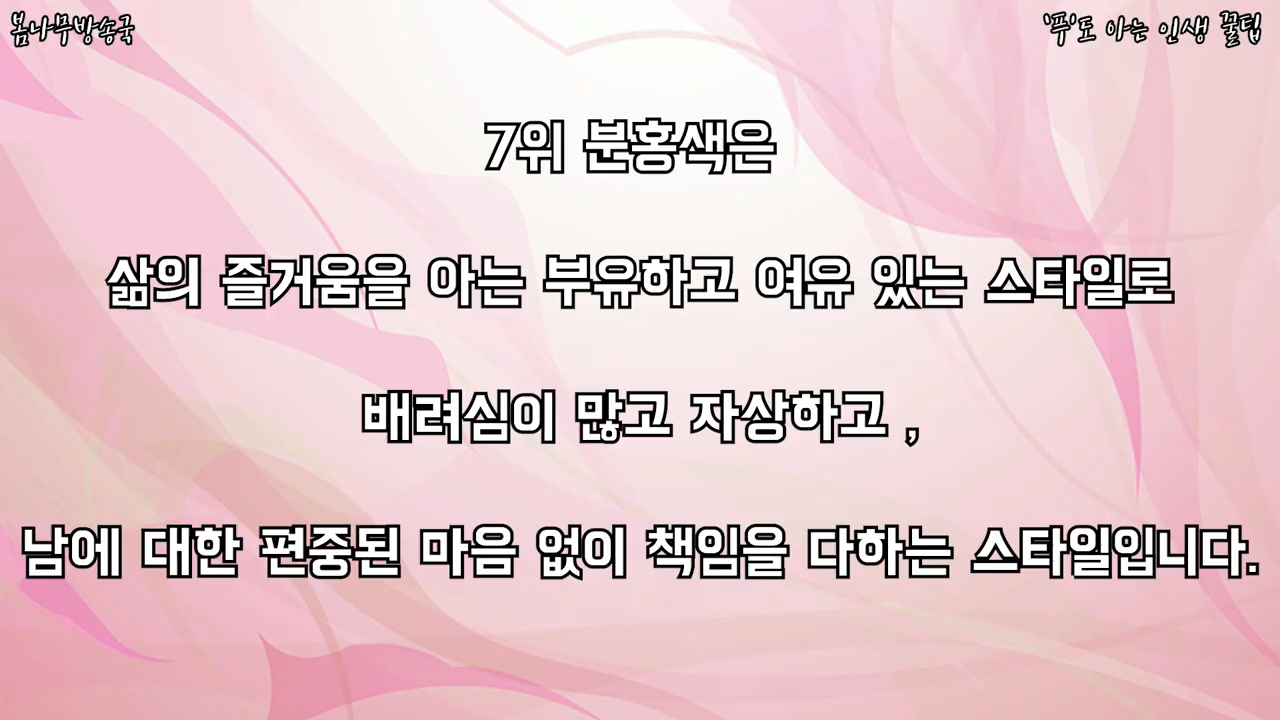 봄나무방송국
'푸'도 아는 인생 꿀팁
7위 분홍색은
삶의 즐거움을 아는 부유하고 여유 있는 스타일로
배려심이 많고 자상하고 ,
남에 대한 편중된 마음 없이 책임을 다하는 스타일입니다.